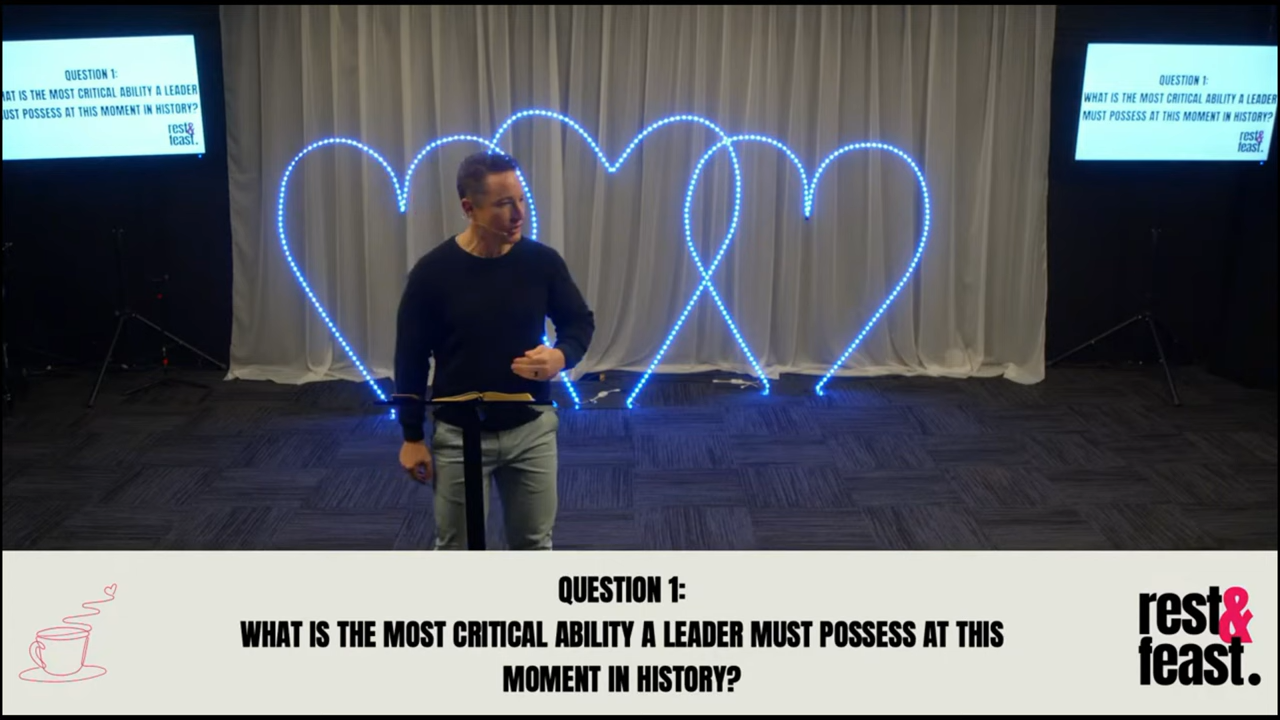 QUESTION 1:
AT IS THE MOST CRITICAL ABILITY A LEADER
UST POSSESS AT THIS MOMENT IN HISTORY?
rest&
feast.
QUESTION 1:
WHAT IS THE MOST CRITICAL ABILITY A LEADER
MUST POSSESS AT THIS MOMENT IN HISTORY?
rest&
feast.
QUESTION 1:
WHAT IS THE MOST CRITICAL ABILITY A LEADER MUST POSSESS AT THIS
MOMENT IN HISTORY?
rest&
feast.